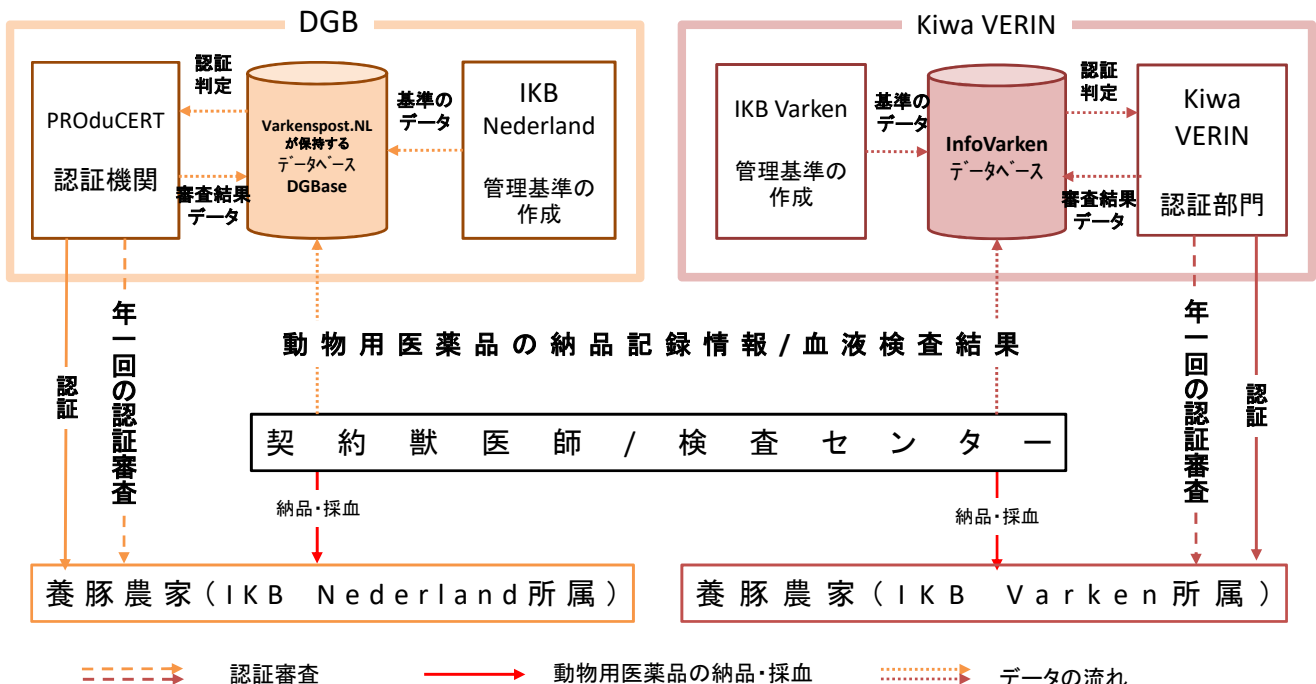 DGB
PROduCERT
認証機関
認証
判定
審査結果
データ
Varkenspost.NL
が保持する
データベース
DGBase
基準の
データ
IKB
Nederland
管理基準の
作成
Kiwa VERIN
IKB Varken
管理基準の
作成
基準の
データ
InfoVarken
データベース
認証
判定
審査結果
データ
Kiwa
VERIN
認証部門
認証
年一回の認証審査
動物用医薬品の納品記録情報/血液検査結果
年一回の認証審査
認証
契約獣医師/検査センター
納品・採血
納品・採血
養豚農家(IKB Nederland所属)
養豚農家(IKB Varken所属)
認証審査
動物用医薬品の納品・採血
データの流れ